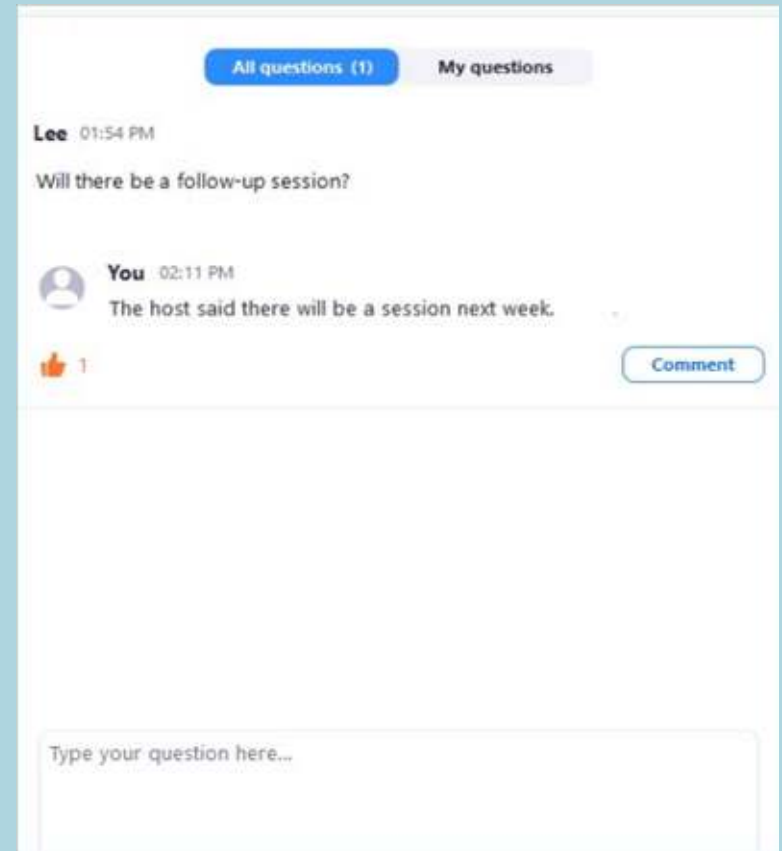 All questions (1) My questions
Lee 01:54 PM
Will there be a follow-up session?
You 02:11 PM
The host said there will be a session next week.
1 Comment
Type your question here...